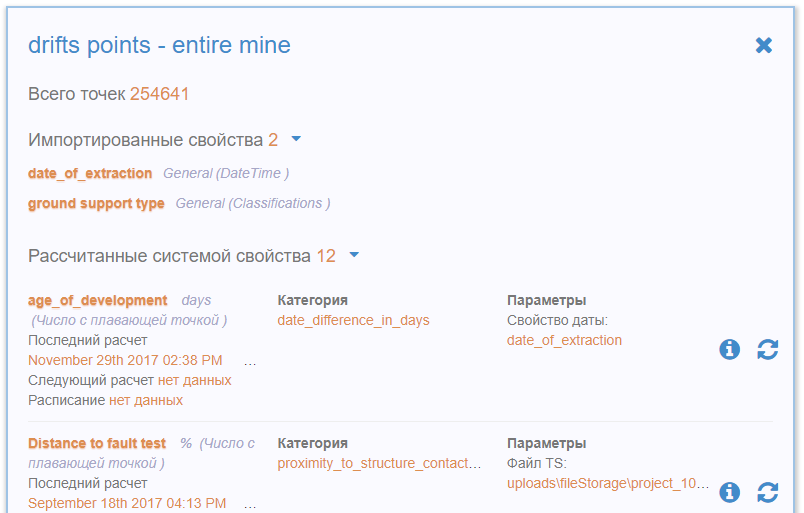 drifts points - entire mine
Всего точек 254641
Импортированные свойства 2
date_of_extraction General (DateTime )
ground support type General (Classifications )
Рассчитанные системой свойства 12
age_of_development days
(Число с плавающей точкой )
Последний расчет
November 29th 2017 02:38 PM ...
Следующий расчет нет данных
Расписание нет данных
Категория
date_difference_in_days
Параметры
Свойство даты:
date_of_extraction
Distance to fault test % (Число с
плавающей точкой )
Последний расчет
September 18th 2017 04:13 PM ...
Категория
proximity_to_structure_contact...
Параметры
Файл TS:
uploads\fileStorage\project_10...